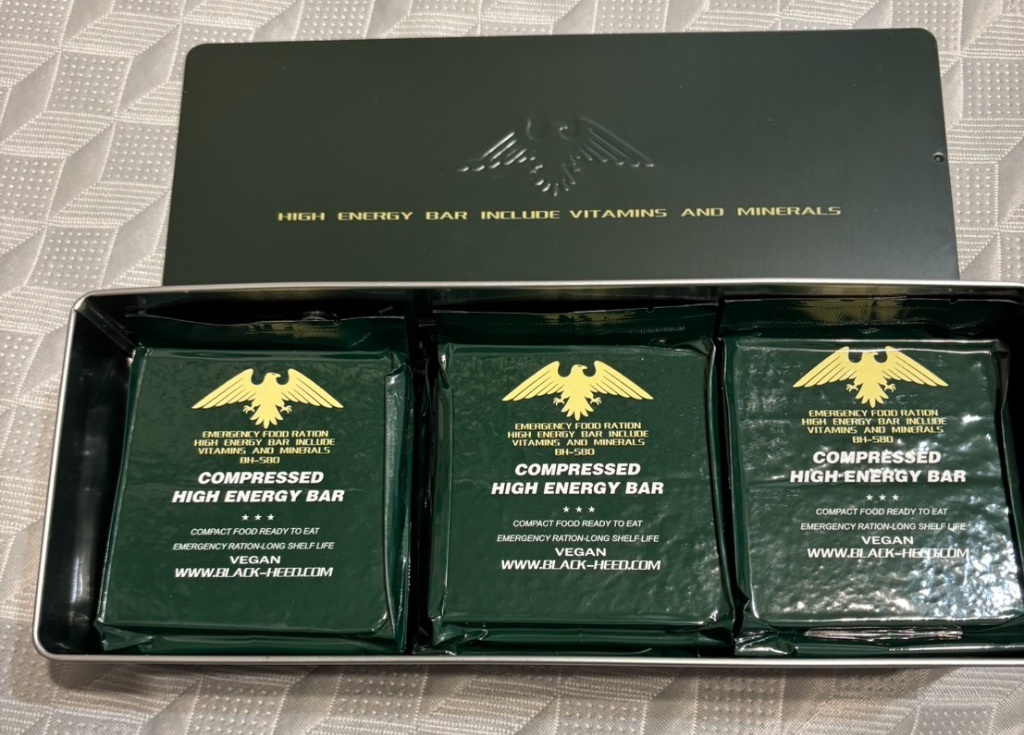 HIGH ENERGY BAR INCLUDE VITAMINS AND MINERALS
EMERGENCY FOOD RATION
HIGH ENERGY BAR INCLUDE
VITAMINS AND MINERALS
BH-580
COMPRESSED
HIGH ENERGY BAR
★ ★ ★
COMPACT FOOD READY TO EAT
EMERGENCY RATION-LONG SHELF LIFE
VEGAN
WWW.BLACK-HEED.COM
EMERGENCY FOOD RATION
HIGH ENERGY BAR INCLUDE
VITAMINS AND MINERALS
BH-580
COMPRESSED
HIGH ENERGY BAR
★ ★ ★
COMPACT FOOD READY TO EAT
EMERGENCY RATION-LONG SHELF LIFE
VEGAN
WWW.BLACK-HEED.COM
EMERGENCY FOOD RATION
HIGH ENERGY BAR INCLUDE
VITAMINS AND MINERALS
BH-580
COMPRESSED
HIGH ENERGY BAR
★ ★ ★
COMPACT FOOD READY TO EAT
EMERGENCY RATION-LONG SHELF LIFE
VEGAN
WWW.BLACK-HEED.COM